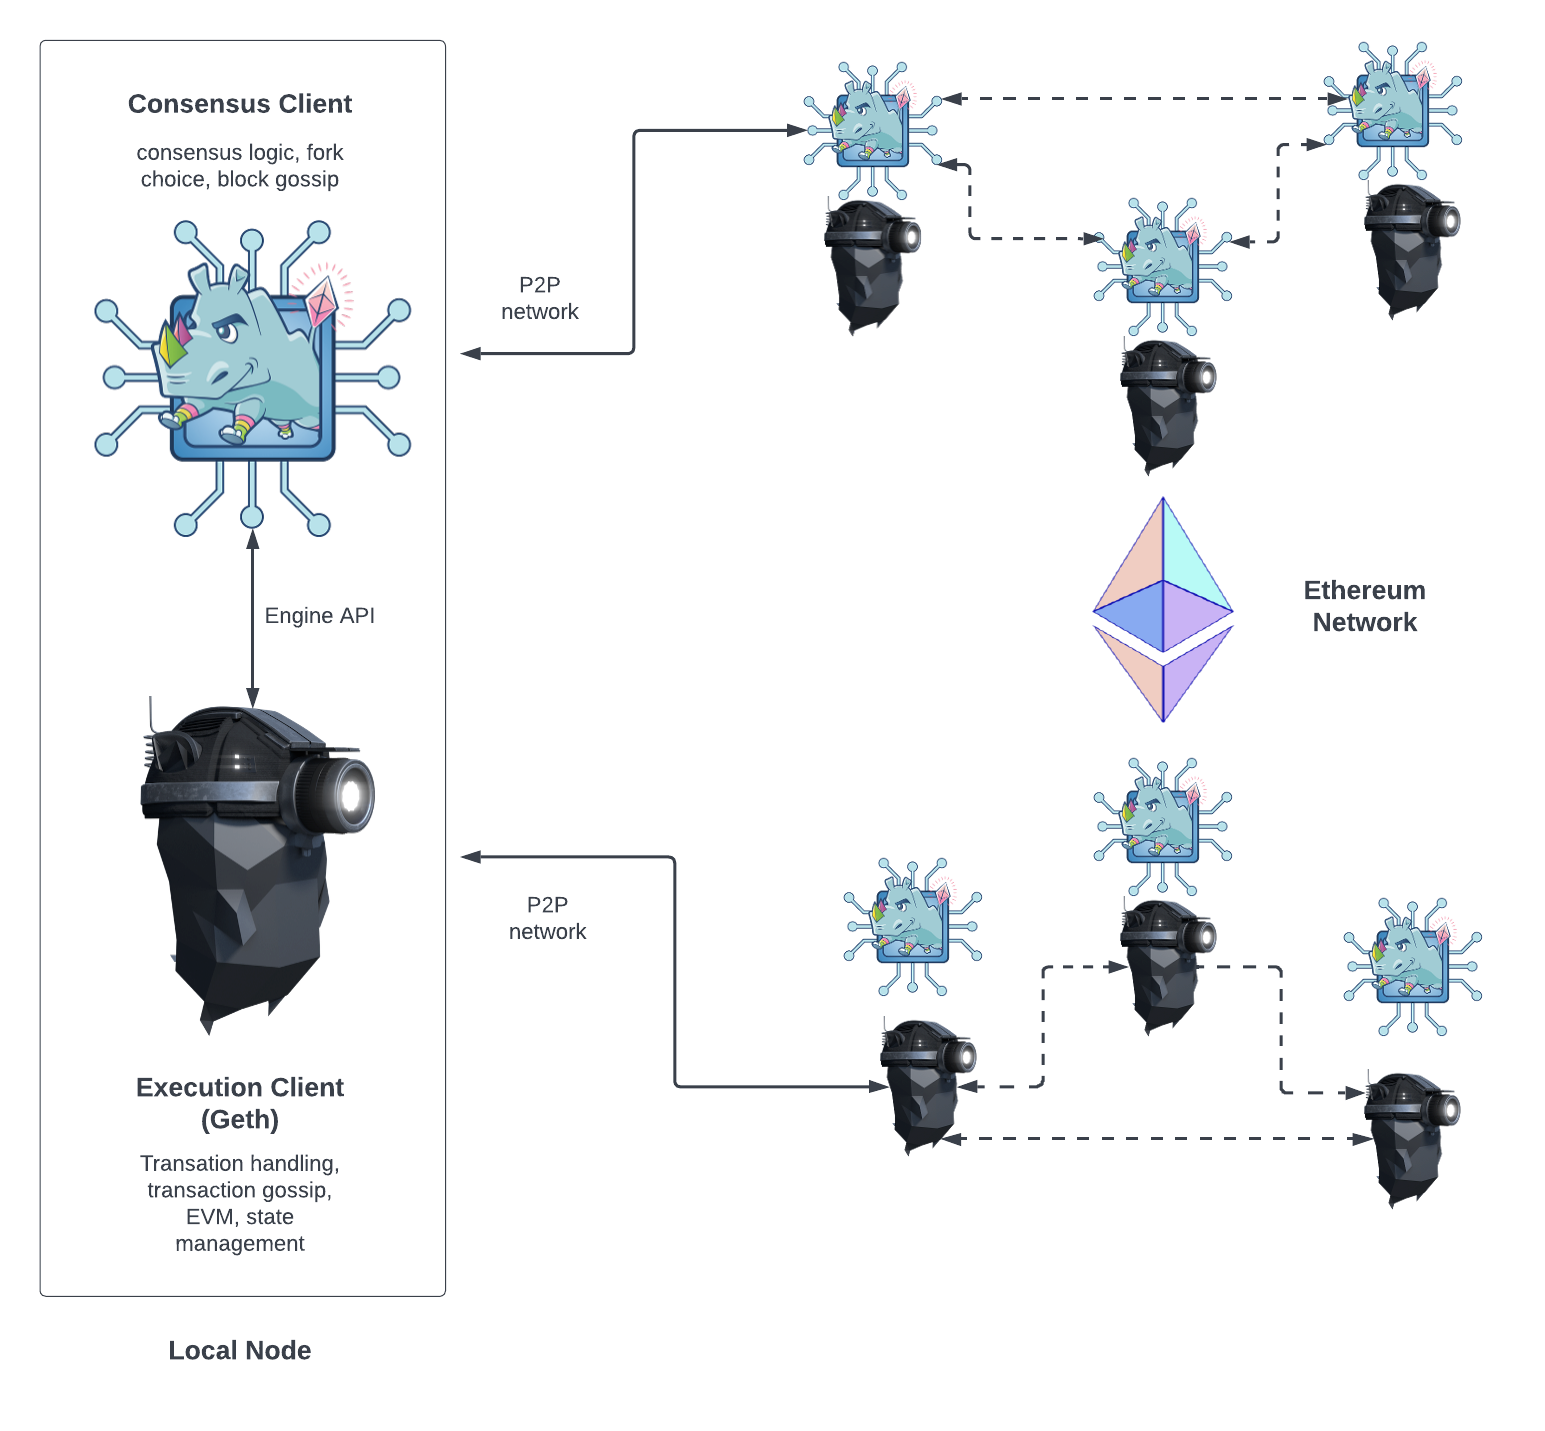 Consensus Client
consensus logic, fork
choice, block gossip
P2P
network
Engine API
Ethereum
Network
P2P
network
Execution Client
(Geth)
Transation handling,
transaction gossip,
EVM, state
management
Local Node